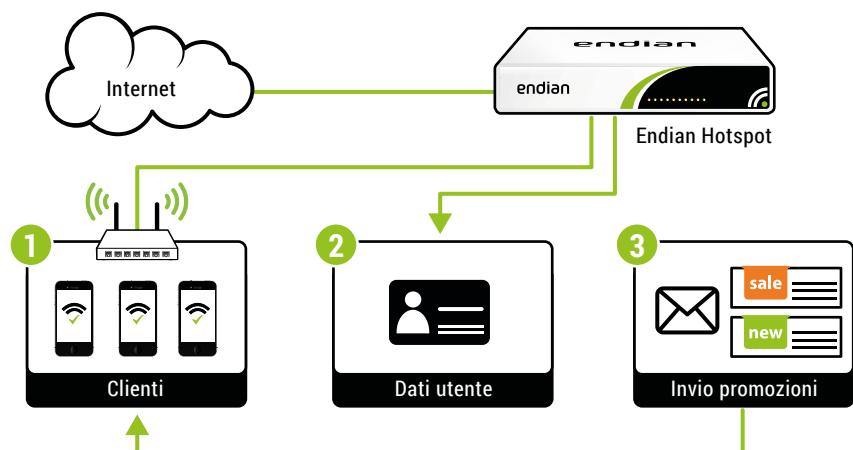 endian
Internet
endian
Endian Hotspot
1
2
3
sale
new
Clienti
Dati utente
Invio promozioni